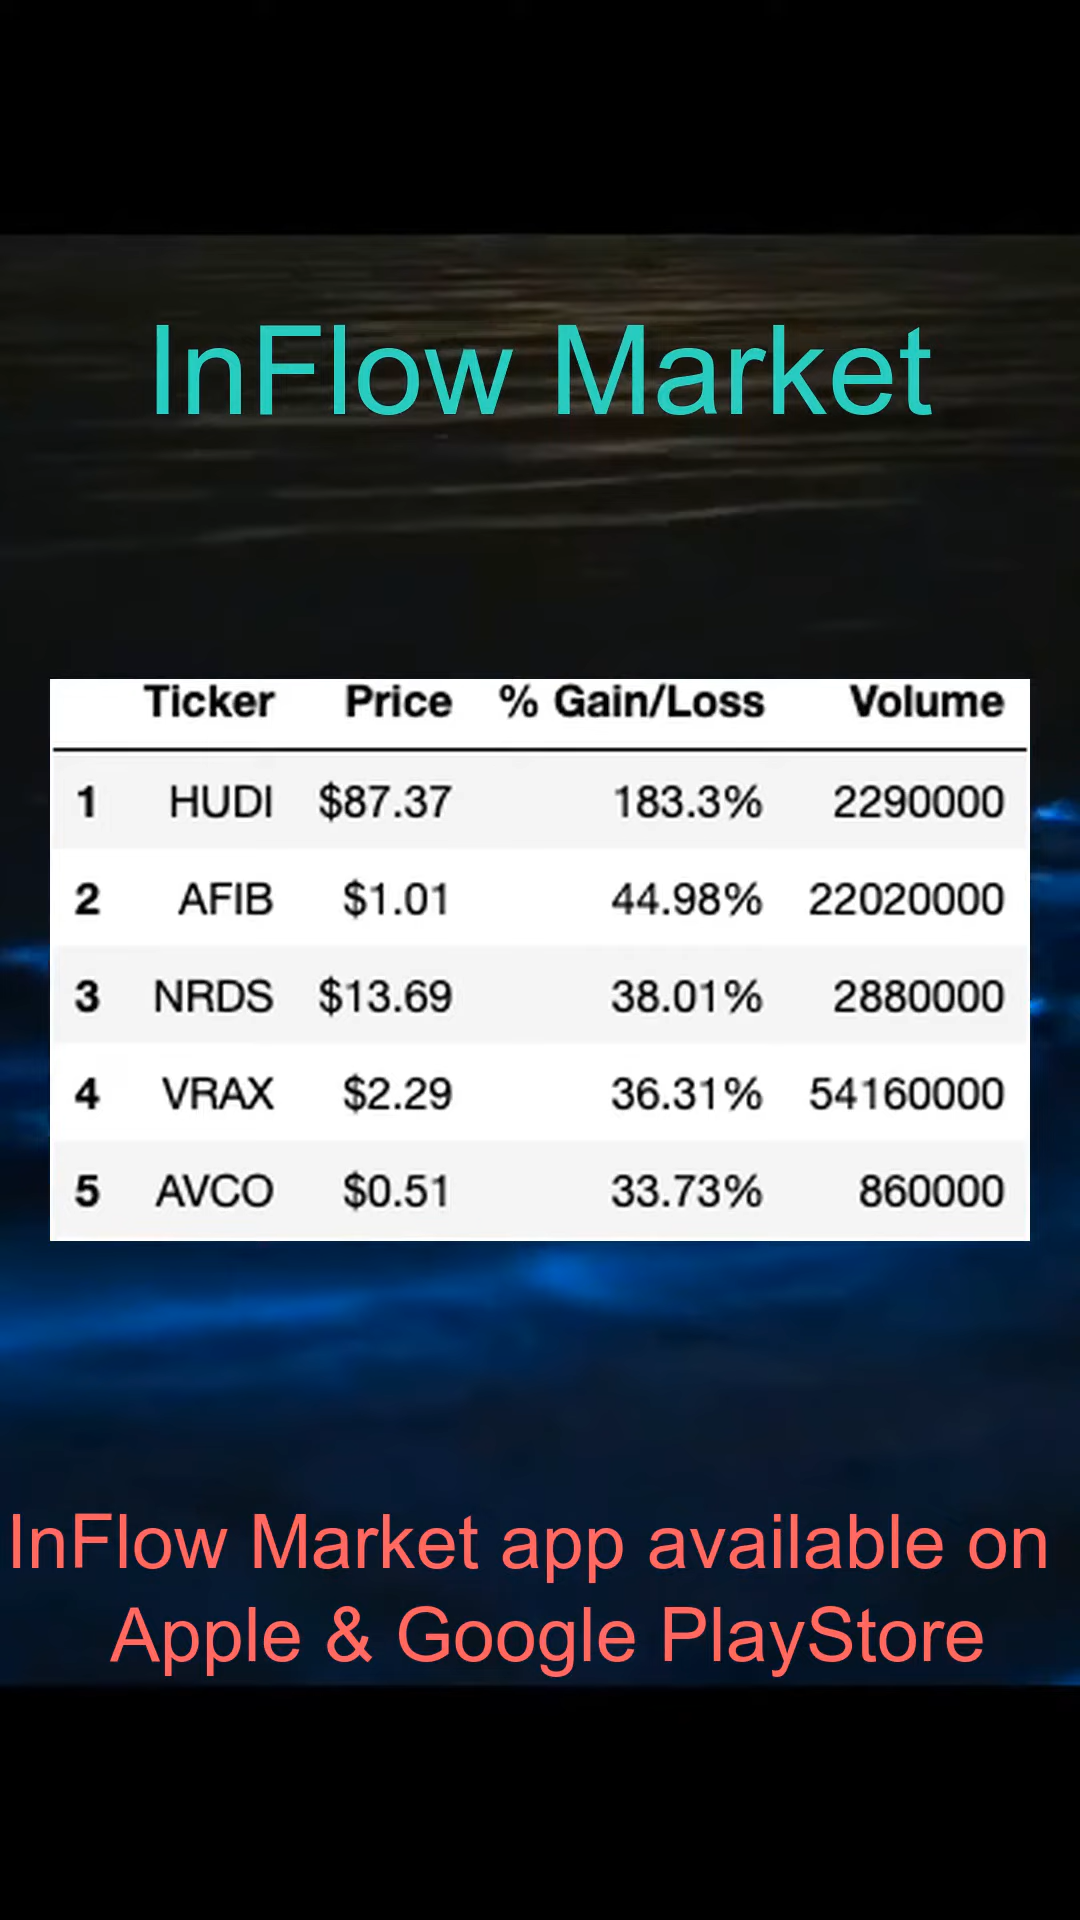 InFlow Market
Ticker Price % Gain/Loss Volume
1 HUDI $87.37 183.3% 2290000
2 AFIB $1.01 44.98% 22020000
3 NRDS $13.69 38.01% 2880000
4 VRAX $2.29 36.31% 54160000
5 AVCO $0.51 33.73% 860000
InFlow Market app available on
Apple & Google PlayStore